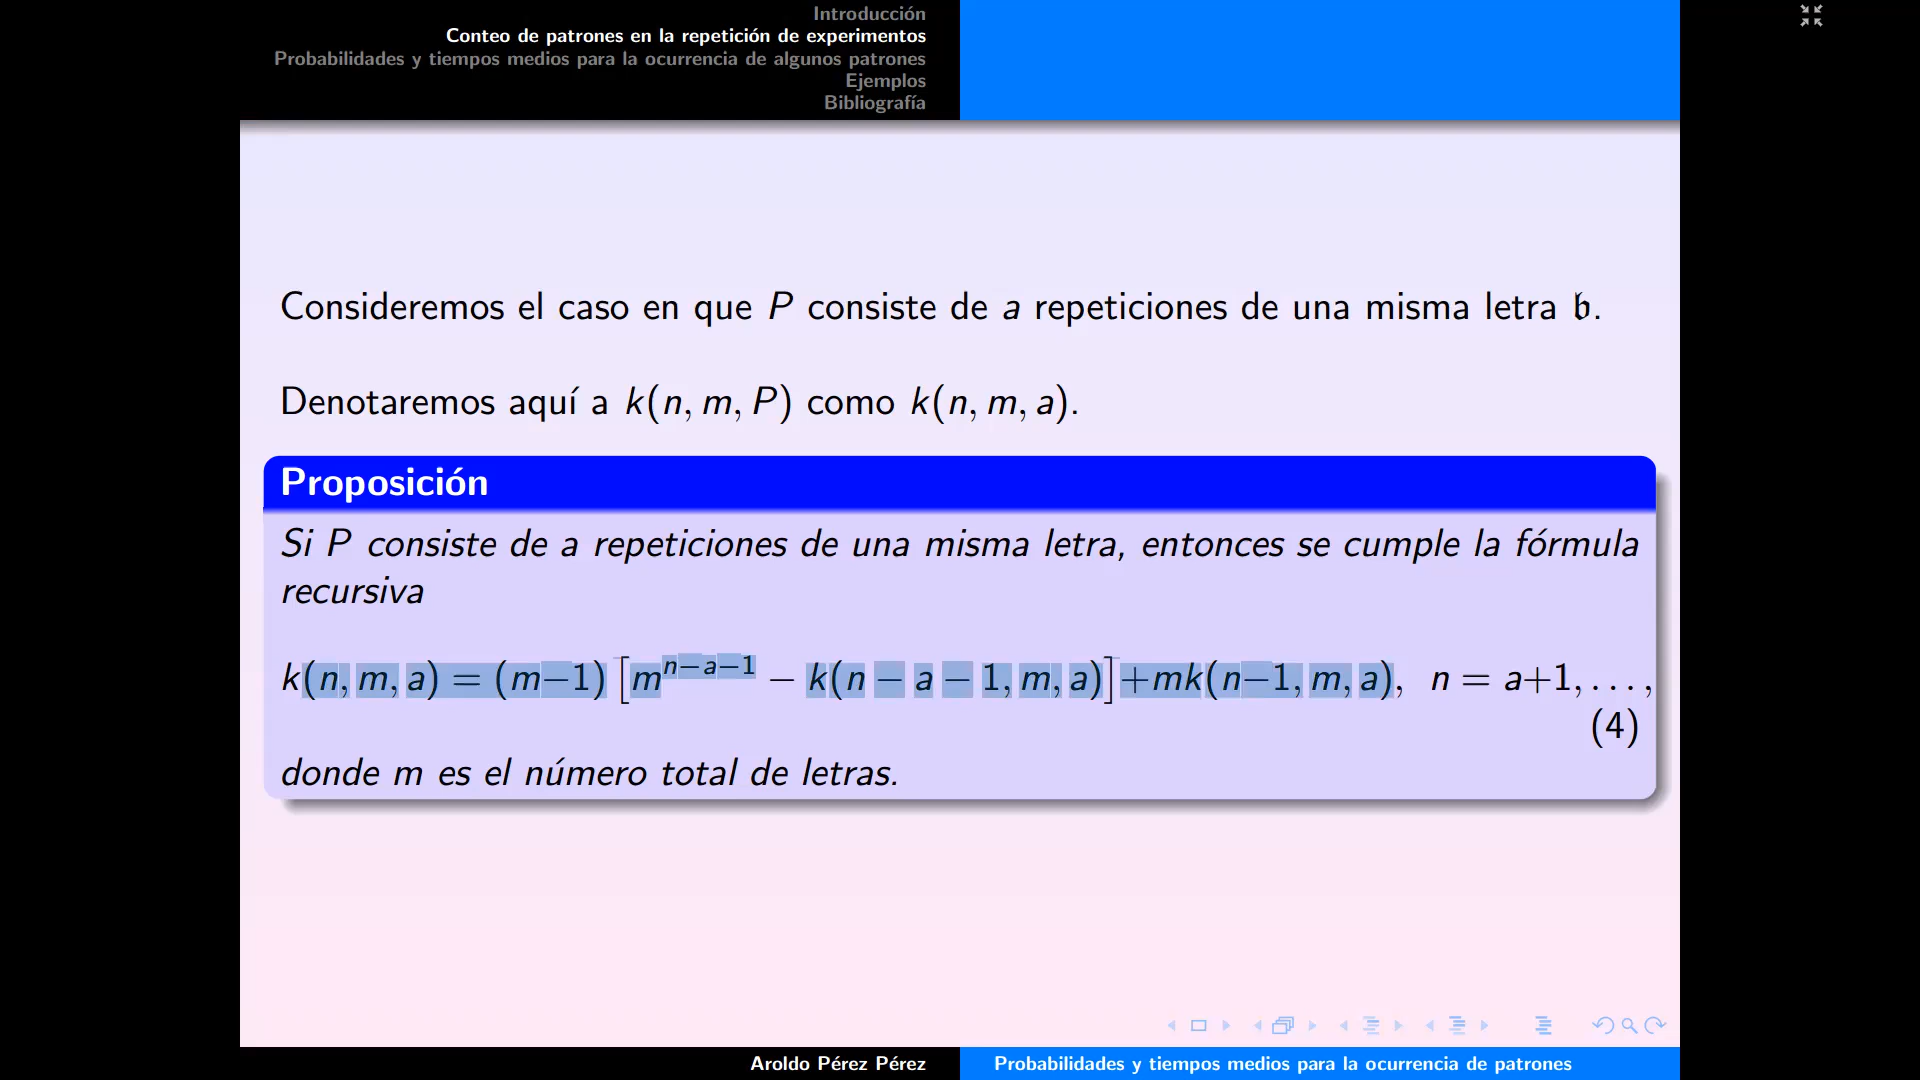 Introducción
Conteo de patrones en la repetición de experimentos
Probabilidades y tiempos medios para la ocurrencia de algunos patrones
Ejemplos
Bibliografía
Consideremos el caso en que P consiste de a repeticiones de una misma letra 𝔟.
Denotaremos aquí a k(n, m, P) como k(n, m, a).
Proposición
Si P consiste de a repeticiones de una misma letra, entonces se cumple la fórmula
recursiva
k(n, m, a) = (m−1) [m^{n−a−1} − k(n − a − 1, m, a)] +mk(n−1, m, a), n = a+1, . . . ,
(4)
donde m es el número total de letras.
Aroldo Pérez Pérez
Probabilidades y tiempos medios para la ocurrencia de patrones